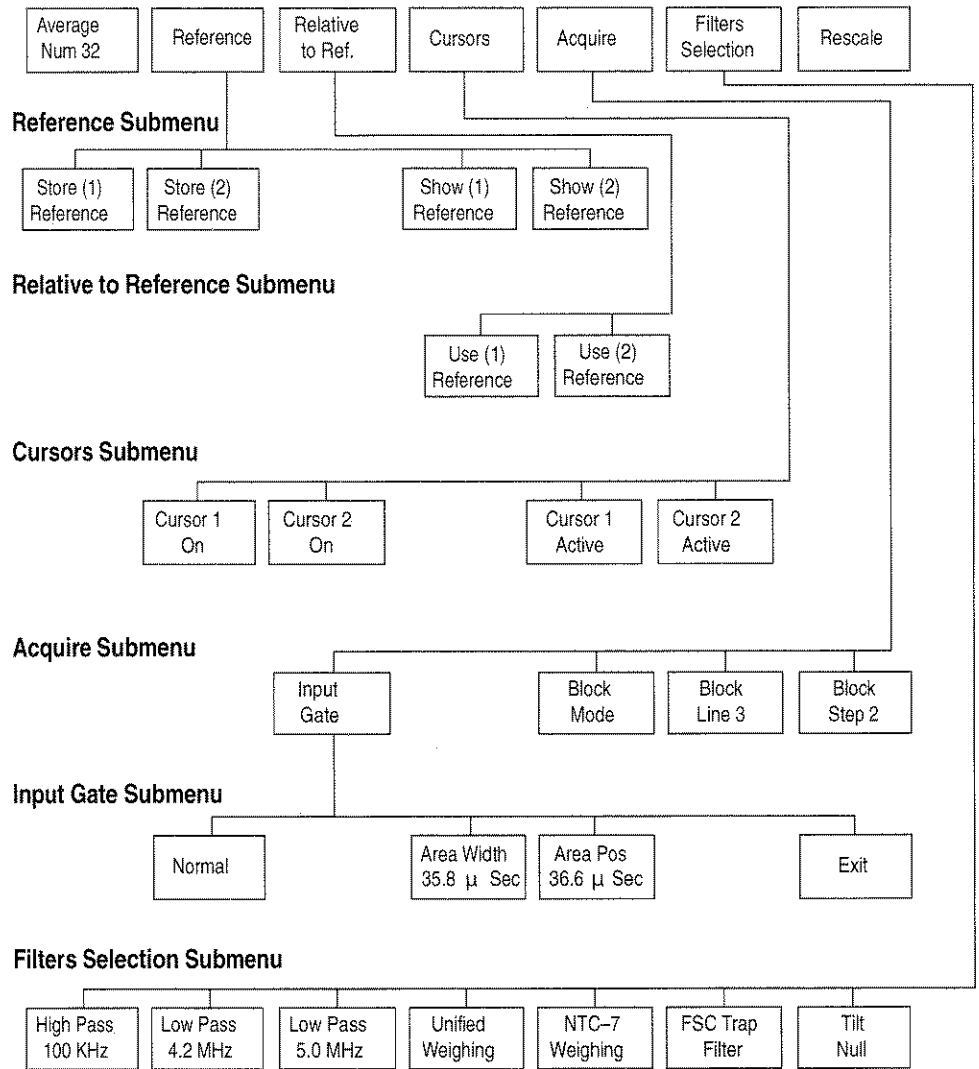 Average
Num 32
Reference
Relative
to Ref.
Cursors
Acquire
Filters
Selection
Rescale
Reference Submenu
Store (1)
Reference
Store (2)
Reference
Show (1)
Reference
Show (2)
Reference
Relative to Reference Submenu
Use (1)
Reference
Use (2)
Reference
Cursors Submenu
Cursor 1
On
Cursor 2
On
Cursor 1
Active
Cursor 2
Active
Acquire Submenu
Input
Gate
Block
Mode
Block
Line 3
Block
Step 2
Input Gate Submenu
Normal
Area Width
35.8 µ Sec
Area Pos
36.6 µ Sec
Exit
Filters Selection Submenu
High Pass
100 KHz
Low Pass
4.2 MHz
Low Pass
5.0 MHz
Unified
Weighing
NTC–7
Weighing
FSC Trap
Filter
Tilt
Null